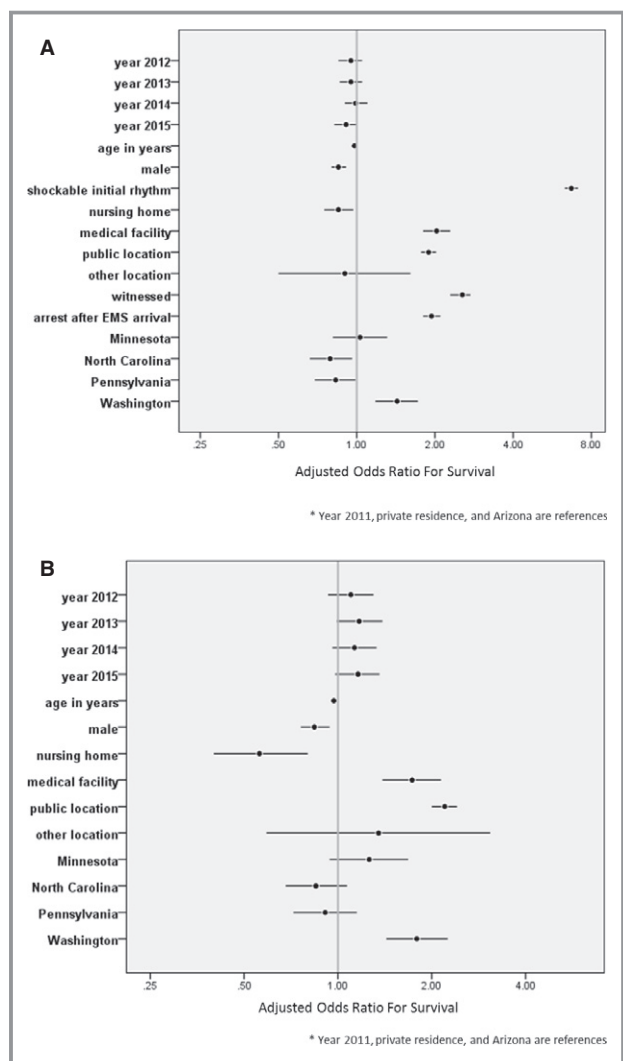 A
year 2012
year 2013
year 2014
year 2015
age in years
male
shockable initial rhythm
nursing home
medical facility
public location
other location
witnessed
arrest after EMS arrival
Minnesota
North Carolina
Pennsylvania
Washington
.25 .50 1.00 2.00 4.00 8.00
Adjusted Odds Ratio For Survival
* Year 2011, private residence, and Arizona are references
B
year 2012
year 2013
year 2014
year 2015
age in years
male
nursing home
medical facility
public location
other location
Minnesota
North Carolina
Pennsylvania
Washington
.25 .50 1.00 2.00 4.00
Adjusted Odds Ratio For Survival
* Year 2011, private residence, and Arizona are references